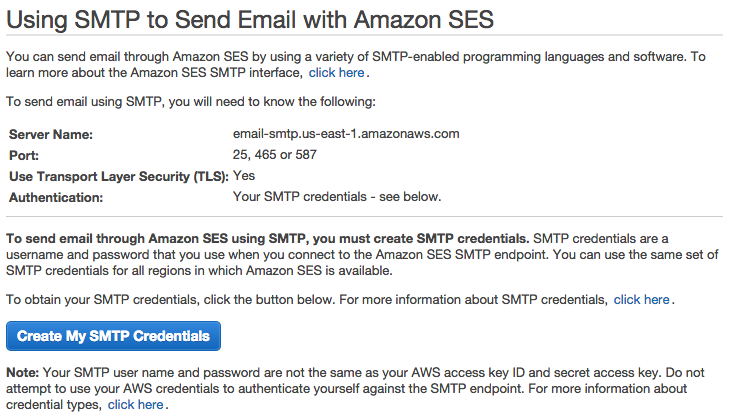 Using SMTP to Send Email with Amazon SES
You can send email through Amazon SES by using a variety of SMTP-enabled programming languages and software. To
learn more about the Amazon SES SMTP interface, click here.
To send email using SMTP, you will need to know the following:
Server Name: email-smtp.us-east-1.amazonaws.com
Port: 25, 465 or 587
Use Transport Layer Security (TLS): Yes
Authentication: Your SMTP credentials - see below.
To send email through Amazon SES using SMTP, you must create SMTP credentials. SMTP credentials are a
username and password that you use when you connect to the Amazon SES SMTP endpoint. You can use the same set of
SMTP credentials for all regions in which Amazon SES is available.
To obtain your SMTP credentials, click the button below. For more information about SMTP credentials, click here.
Create My SMTP Credentials
Note: Your SMTP user name and password are not the same as your AWS access key ID and secret access key. Do not
attempt to use your AWS credentials to authenticate yourself against the SMTP endpoint. For more information about
credential types, click here.